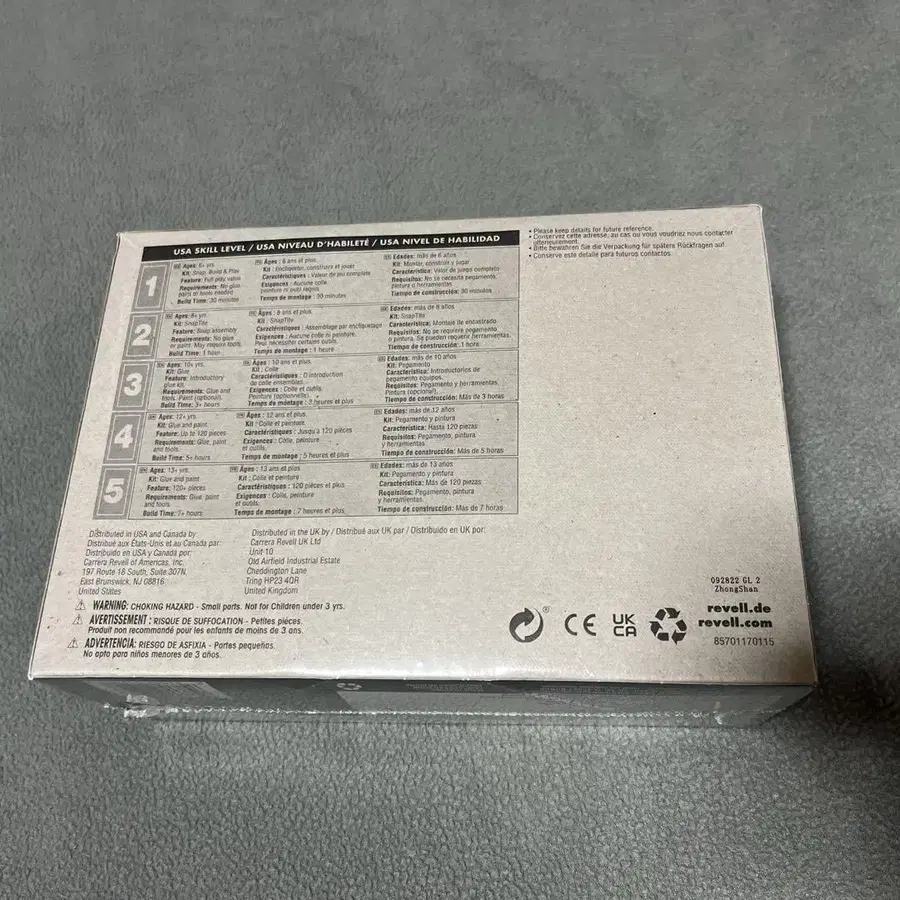 USA SKILL LEVEL / USA NIVEAU D'HABILETÉ / USA NIVEL DE HABILIDAD
1
Ages: 6+ yrs.
Kit: Snap, Build & Play
Feature: Full play value
Requirements: No glue
paint or tools needed
Build Time: 30 minutes
Âges : 6 ans et plus.
Kit : Encliqueter, construire et jouer
Caractéristiques : Valeur de jeu complète
Exigences : Aucune colle
peinture ni outil requis
Temps de montage : 30 minutes
Edades: más de 6 años
Kit: Montar, construir y jugar
Característica: Valor de juego completo
Requisitos: No se necesita pegamento,
pintura o herramientas
Tiempo de construcción: 30 minutos
2
Ages: 8+ yr.
Kit: SnapTite
Feature: Snap assembly
Requirements: No glue
or paint. May require tools.
Build Time: 1 hour
Âges : 8 ans et plus.
Kit : SnapTite
Caractéristiques : Assemblage par encliquetage
Exigences : Aucune colle ni peinture.
Peut nécessiter certains outils.
Temps de montage : 1 heure
Edades: más de 8 años
Kit: SnapTite
Característica: Montaje de encastrado
Requisitos: No se requiere pegamento
o pintura. Se pueden requerir herramientas.
Tiempo de construcción: 1 hora
3
Ages: 10+ yr.
Kit: Glue
Feature: Introductory
glue kit.
Requirements: Glue and
tools. Paint (optional).
Build Time: 3+ hours
Âges : 10 ans et plus.
Kit : Colle
Caractéristiques : D introduction
de colle ensembles.
Exigences : Colle et outils.
Peinture (optionnelle).
Temps de montage : 3 heures et plus
Edades: más de 10 años
Kit: Pegamento
Característica: Introductorios de
pegamento equipos.
Requisitos: Pegamento y herramientas.
Pintura (opcional).
Tiempo de construcción: Más de 3 horas
4
Ages: 12+ yrs.
Kit: Glue and paint
Feature: Up to 120 pieces
Requirements: Glue, paint
and tools.
Build Time: 5+ hours
Âges : 12 ans et plus.
Kit : Colle et peinture
Caractéristiques : Jusqu'à 120 pièces
Exigences : Colle, peinture
et outils.
Temps de montage : 5 heures et plus
Edades: más de 12 años
Kit: Pegamento y pintura
Característica: Hasta 120 piezas
Requisitos: Pegamento, pintura
y herramientas
Tiempo de construcción: Más de 5 horas
5
Ages: 13+ yrs.
Kit: Glue and paint
Feature: 120+ pieces
Requirements: Glue, paint
and tools.
Build Time: 7+ hours
Âges : 13 ans et plus
Kit : Colle et peinture
Caractéristiques : 120 pièces et plus
Exigences : Colle, peinture
et outils.
Temps de montage : 7 heures et plus
Edades: más de 13 años
Kit: Pegamento y pintura
Característica: Más de 120 piezas
Requisitos: Pegamento, pintura
y herramientas.
Tiempo de construcción: Más de 7 horas
• Please keep details for future reference.
• Conservez cette adresse, au cas ou vous voudriez nous contacter
ultérieurement.
• Bitte bewahren Sie die Verpackung für spätere Rückfragen auf.
• Conserve este detalle para futuros contactos.
Distributed in USA and Canada by
Distribué aux États-Unis et au Canada par:
Distribuido en USA y Canada por:
Carrera Revell of Americas, Inc.
197 Route 18 South, Suite 307N,
East Brunswick, NJ 08816
United States
Distributed in the UK by / Distribué aux UK par / Distribuido en UK por:
Carrera Revell UK Ltd
Unit 10
Old Airfield Industrial Estate
Cheddington Lane
Tring HP23 4QR
United Kingdom
WARNING: CHOKING HAZARD - Small parts. Not for Children under 3 yrs.
AVERTISSEMENT : RISQUE DE SUFFOCATION - Petites pièces.
Produit non recommandé pour les enfants de moins de 3 ans.
ADVERTENCIA: RIESGO DE ASFIXIA - Partes pequeñas.
No apto para niños menores de 3 años.
®
CE
UK
CA
092822 GL 2
ZhongShan
revell.de
revell.com
85701170115